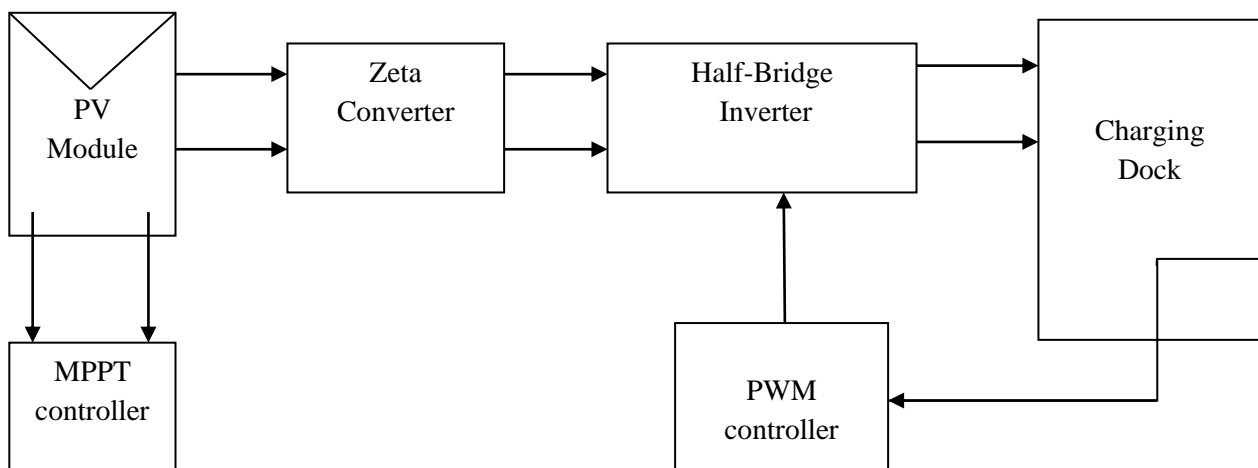 PV
Module
Zeta
Converter
Half-Bridge
Inverter
Charging
Dock
MPPT
controller
PWM
controller